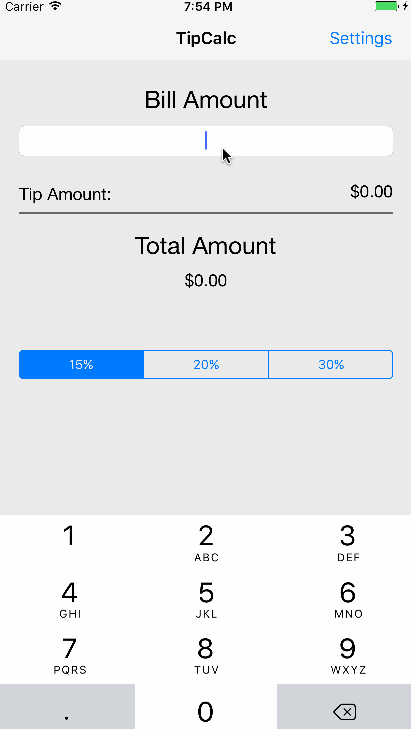 Carrier 7:54 PM
TipCalc Settings
Bill Amount
Tip Amount: $0.00
Total Amount
$0.00
15% 20% 30%
1 2 3
ABC DEF
4 5 6
GHI JKL MNO
7 8 9
PQRS TUV WXYZ
. 0